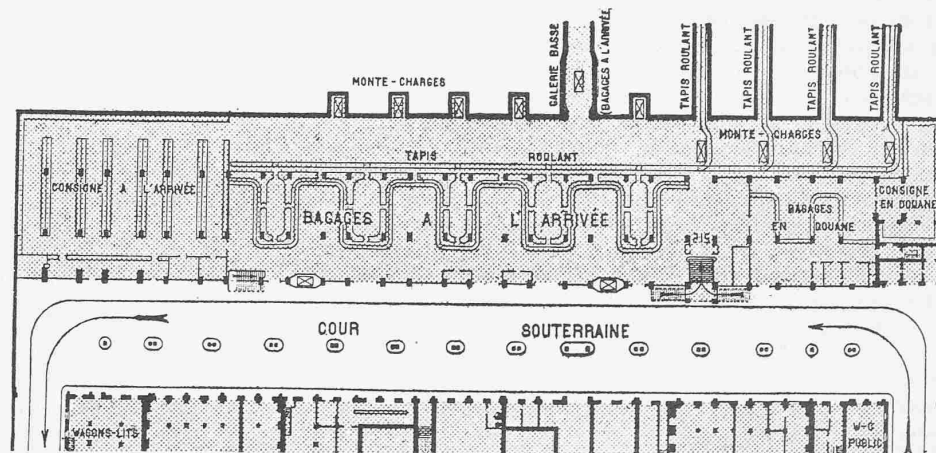 GALERIE BASSE
(BAGAGES A L'ARRIVÉE)
TAPIS ROULANT
TAPIS ROULANT
TAPIS ROULANT
TAPIS ROULANT
MONTE-CHARGES
MONTE-CHARGES
TAPIS ROULANT
CONSIGNE A L'ARRIVÉE
BAGAGES A L'ARRIVÉE
BAGAGES
EN DOUANE
CONSIGNE
EN DOUANE
215
COUR SOUTERRAINE
WAGONS-LITS
W-C
PUBLIC